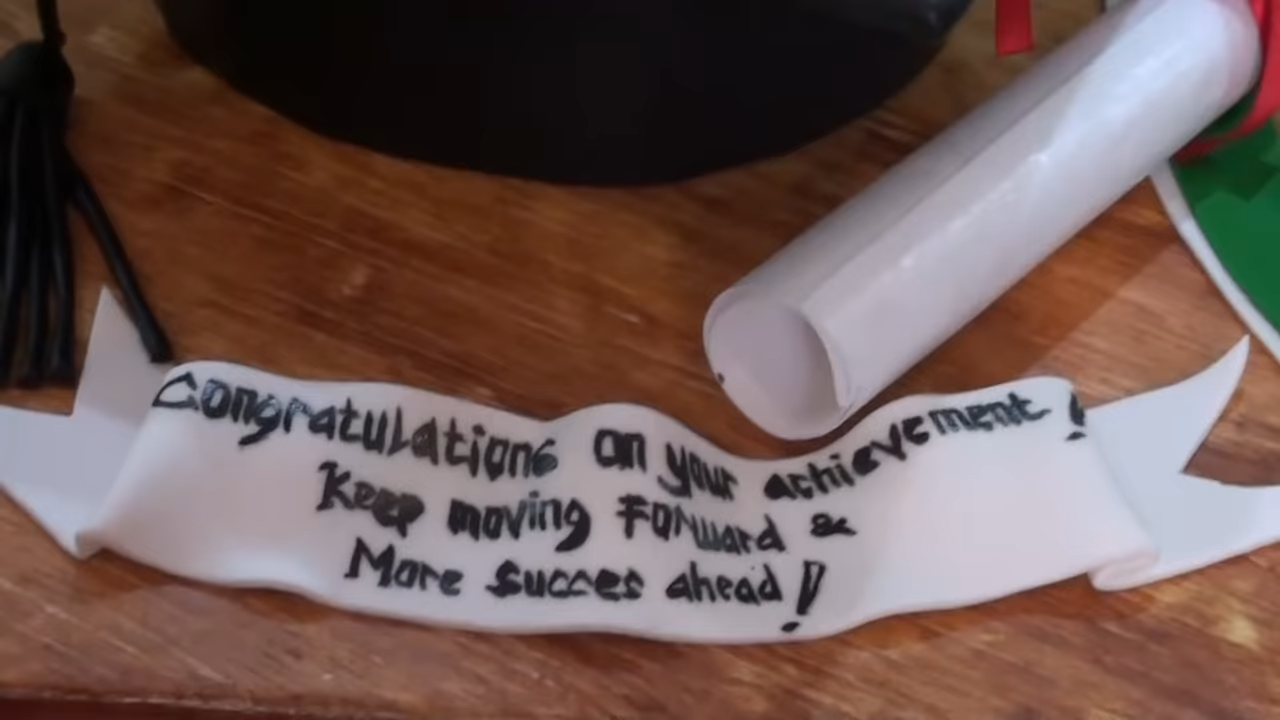 Congratulations on your achievement!
Keep moving Forward &
More succes ahead!